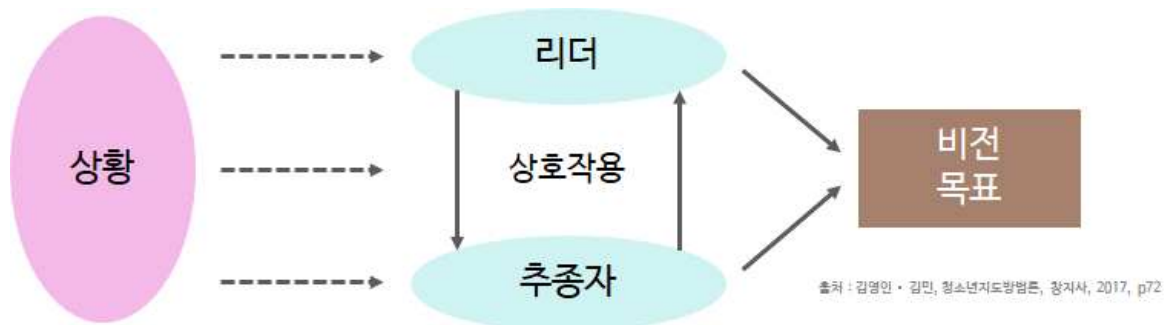 리더
상황
상호작용
비전
목표
추종자
출처 : 김영인 • 김민, 청소년지도방법론, 창지사, 2017, p72